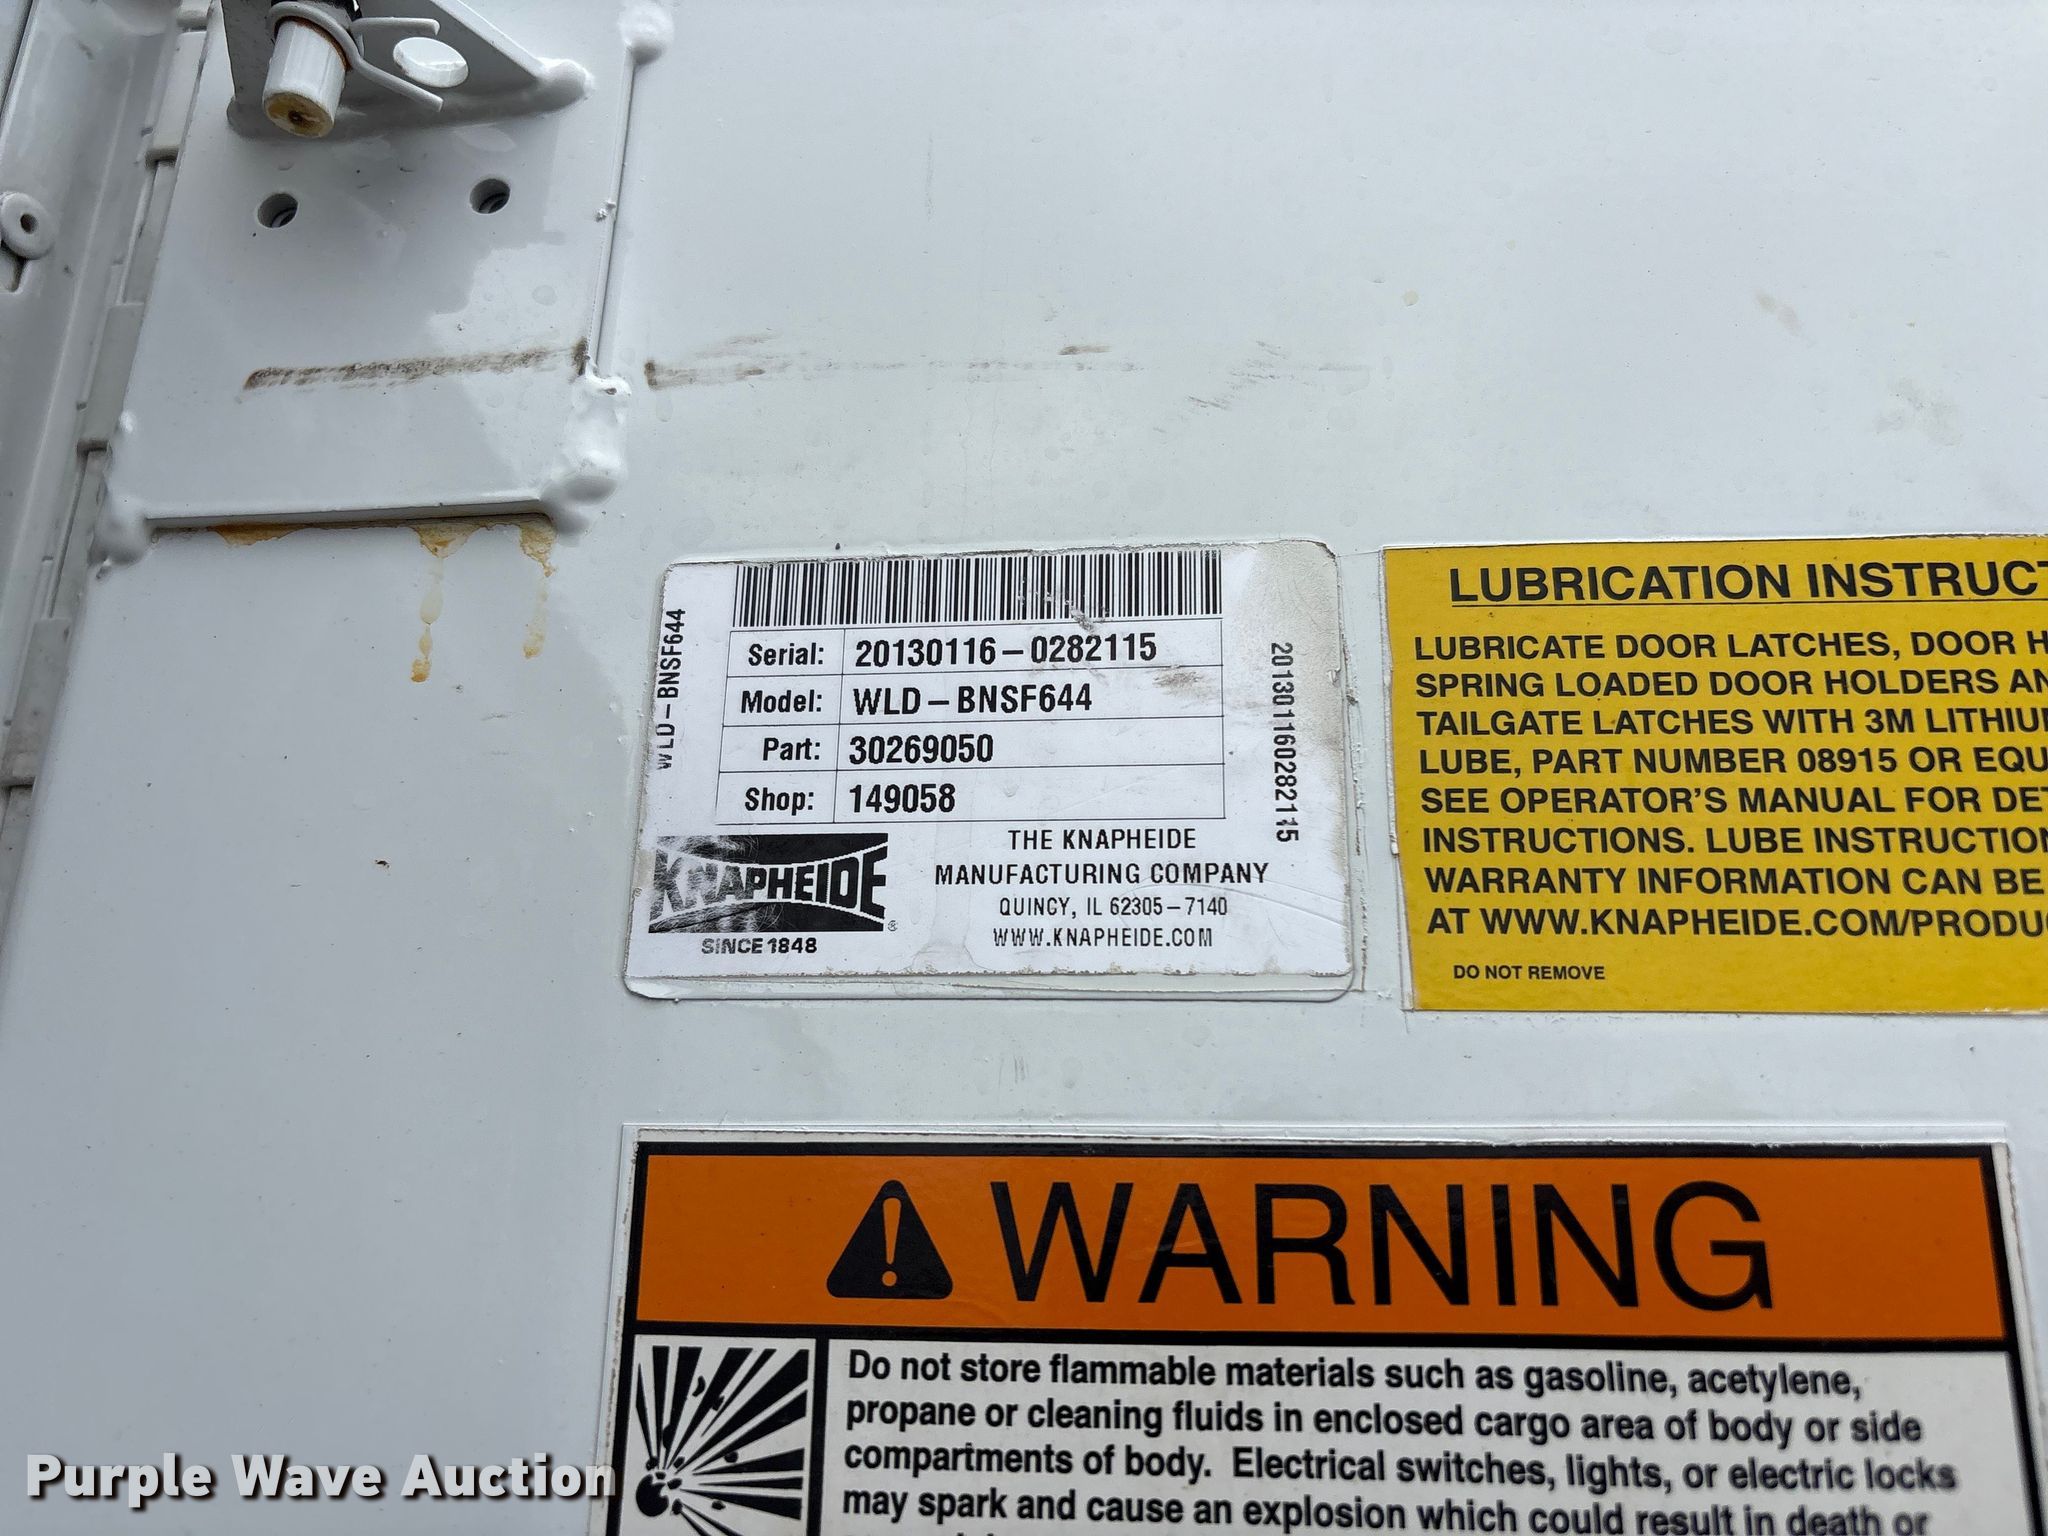 WLD-BNSF644
Serial: 20130116-0282115
Model: WLD-BNSF644
Part: 30269050
Shop: 149058
201301160282115
KNAPHEIDE®
SINCE 1848
THE KNAPHEIDE
MANUFACTURING COMPANY
QUINCY, IL 62305-7140
WWW.KNAPHEIDE.COM
LUBRICATION INSTRUCT
LUBRICATE DOOR LATCHES, DOOR H
SPRING LOADED DOOR HOLDERS AN
TAILGATE LATCHES WITH 3M LITHIU
LUBE, PART NUMBER 08915 OR EQU
SEE OPERATOR'S MANUAL FOR DET
INSTRUCTIONS. LUBE INSTRUCTION
WARRANTY INFORMATION CAN BE
AT WWW.KNAPHEIDE.COM/PRODU
DO NOT REMOVE
WARNING
Do not store flammable materials such as gasoline, acetylene,
propane or cleaning fluids in enclosed cargo area of body or side
compartments of body. Electrical switches, lights, or electric locks
may spark and cause an explosion which could result in death or
Purple Wave Auction